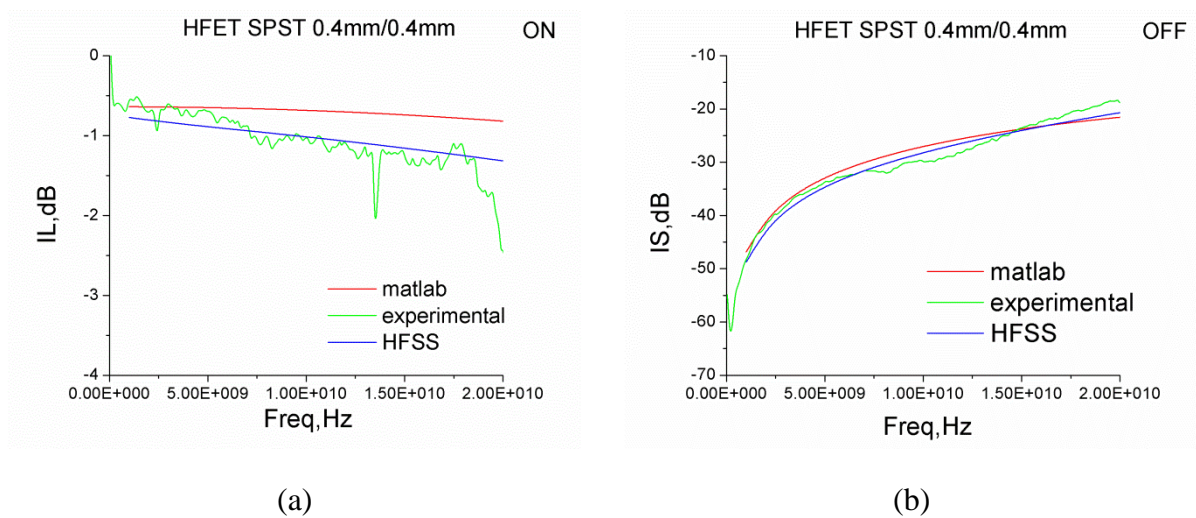 HFET SPST 0.4mm/0.4mm ON
0
-1
-2
-3
-4
IL,dB
matlab
experimental
HFSS
0.00E+000 5.00E+009 1.00E+010 1.50E+010 2.00E+010
Freq,Hz
(a)
HFET SPST 0.4mm/0.4mm OFF
-10
-20
-30
-40
-50
-60
-70
IS,dB
matlab
experimental
HFSS
0.00E+000 5.00E+009 1.00E+010 1.50E+010 2.00E+010
Freq,Hz
(b)